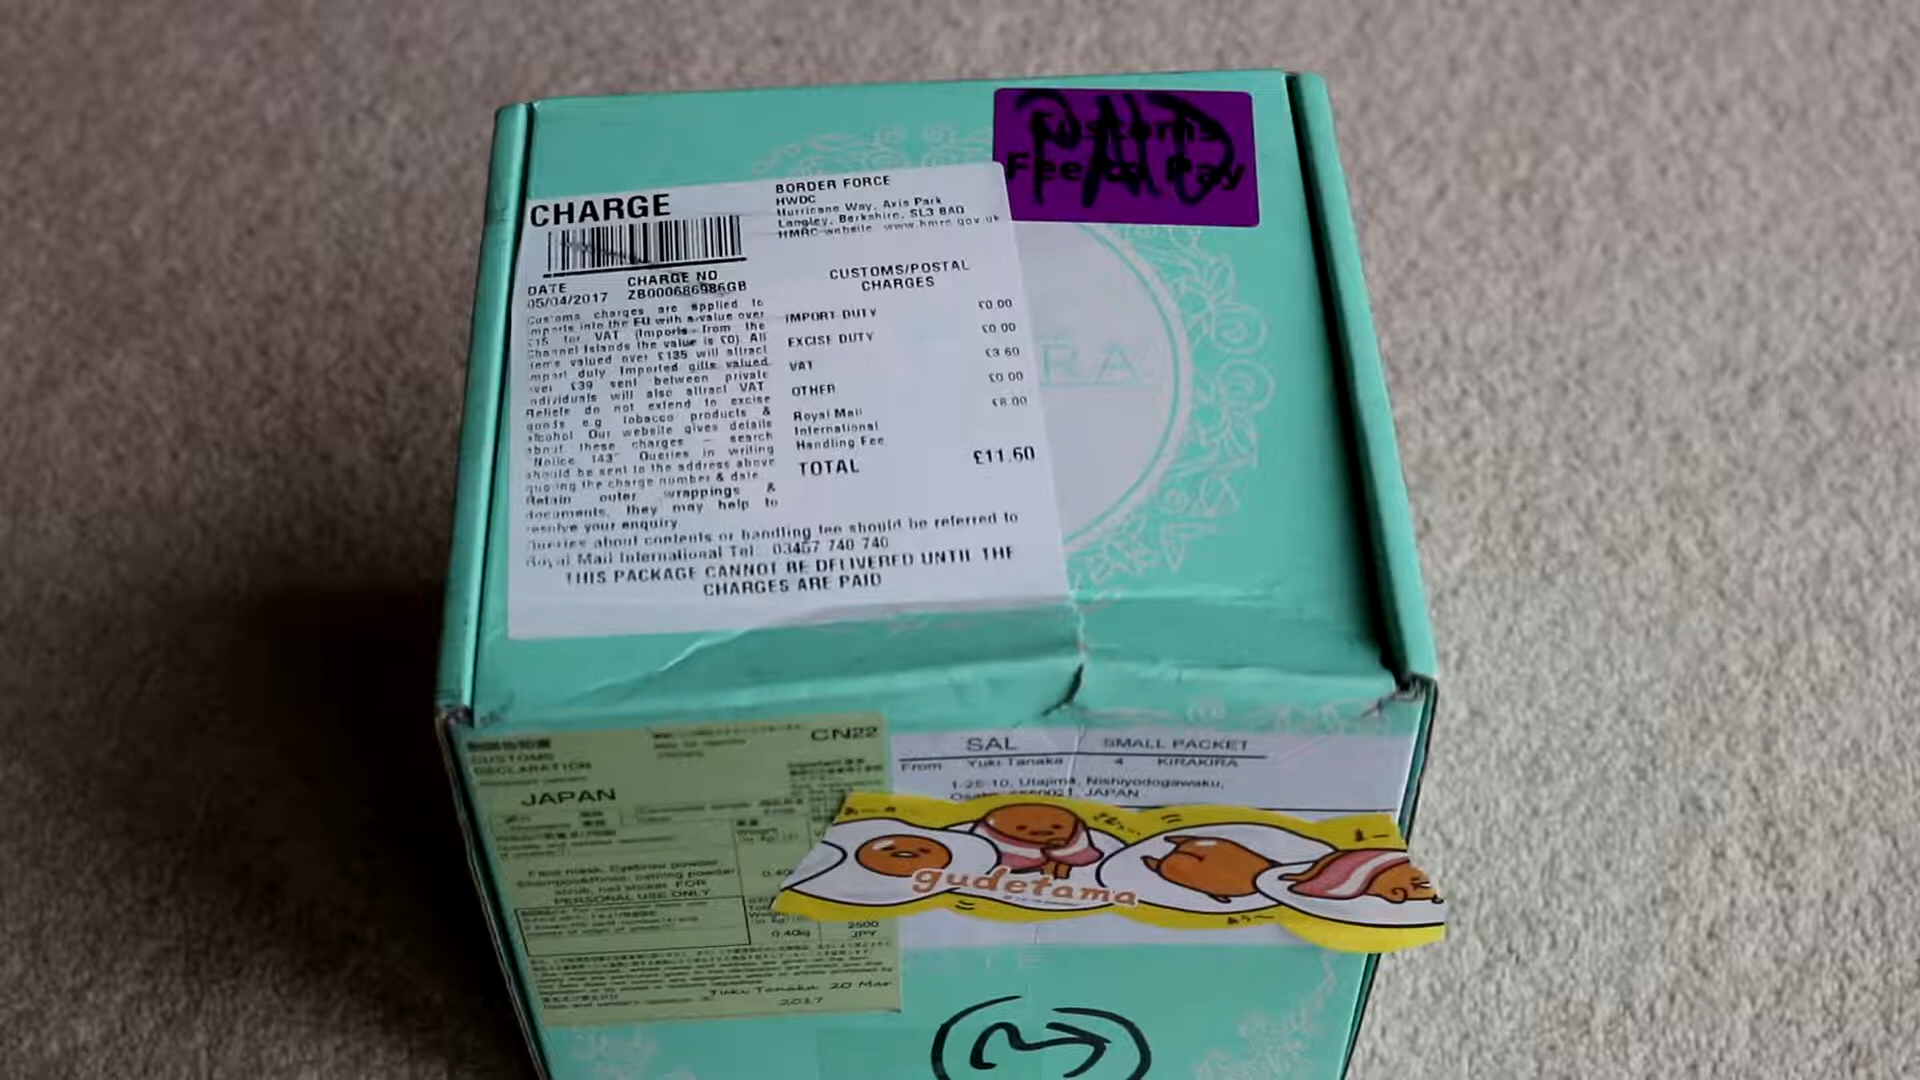 Customs
Fee to Pay
PAID
CHARGE
BORDER FORCE
HWDC
Hurricane Way, Axis Park
Langley, Berkshire, SL3 8AQ
HMRC website www.hmrc.gov.uk
DATE
05/04/2017
CHARGE NO
ZB000686986GB
Customs charges are applied to
imports into the EU with a value over
£15 for VAT (Imports from the
Channel Islands the value is £0). All
items valued over £135 will attract
import duly Imported gifts valued
over £39 sent between private
individuals will also attract VAT
Reliefs do not extend to excise
goods e.g tobacco products &
alcohol Our website gives details
about these charges – search
"Notice 143" Queries in writing
should be sent to the address above
quoting the charge number & date
Retain outer wrappings &
documents, they may help to
resolve your enquiry
CUSTOMS/POSTAL
CHARGES
IMPORT DUTY £0.00
EXCISE DUTY £0.00
VAT £3.60
OTHER £0.00
Royal Mail £8.00
International
Handling Fee
TOTAL £11.60
Queries about contents or handling fee should be referred to
Royal Mail International Tel: 03457 740 740
THIS PACKAGE CANNOT BE DELIVERED UNTIL THE
CHARGES ARE PAID
RA
CN22
CUSTOMS
DECLARATION
JAPAN
Face mask, Eyebrow powder
bathing powder
scrub, nail sticker FOR
PERSONAL USE ONLY
0.40kg
2500
JPY
Yuki Tanaka 20 Mar
2017
SAL SMALL PACKET
From Yuki Tanaka 4 KIRAKIRA
1-25-10, Utajima, Nishiyodogawaku,
JAPAN
gudetama